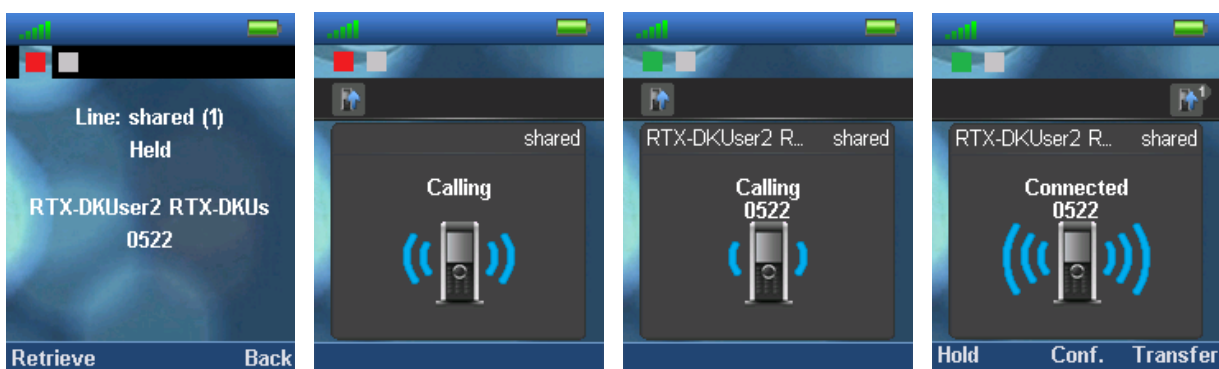 Line: shared (1)
Held
RTX-DKUser2 RTX-DKUs
0522
Retrieve Back
shared
Calling
RTX-DKUser2 R... shared
Calling
0522
1
RTX-DKUser2 R... shared
Connected
0522
Hold Conf. Transfer